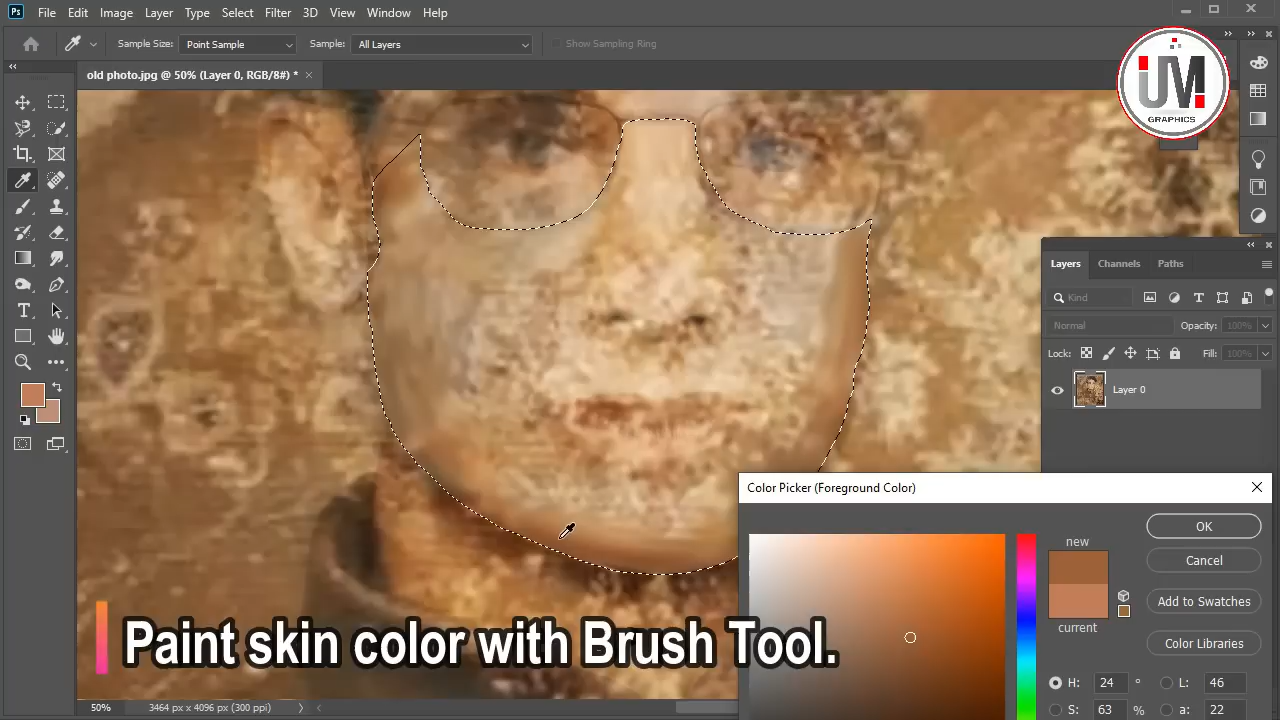 Ps File Edit Image Layer Type Select Filter 3D View Window Help
Sample Size: Point Sample Sample: All Layers Show Sampling Ring
old photo.jpg @ 50% (Layer 0, RGB/8#) * ×
UM
GRAPHICS
Layers Channels Paths
Kind
Normal Opacity: 100%
Lock: Fill: 100%
Layer 0
Color Picker (Foreground Color)
OK
new
Cancel
Add to Swatches
current
Color Libraries
H: 24 ° L: 46
S: 63 % a: 22
Paint skin color with Brush Tool.
50% 3464 px x 4096 px (300 ppi)